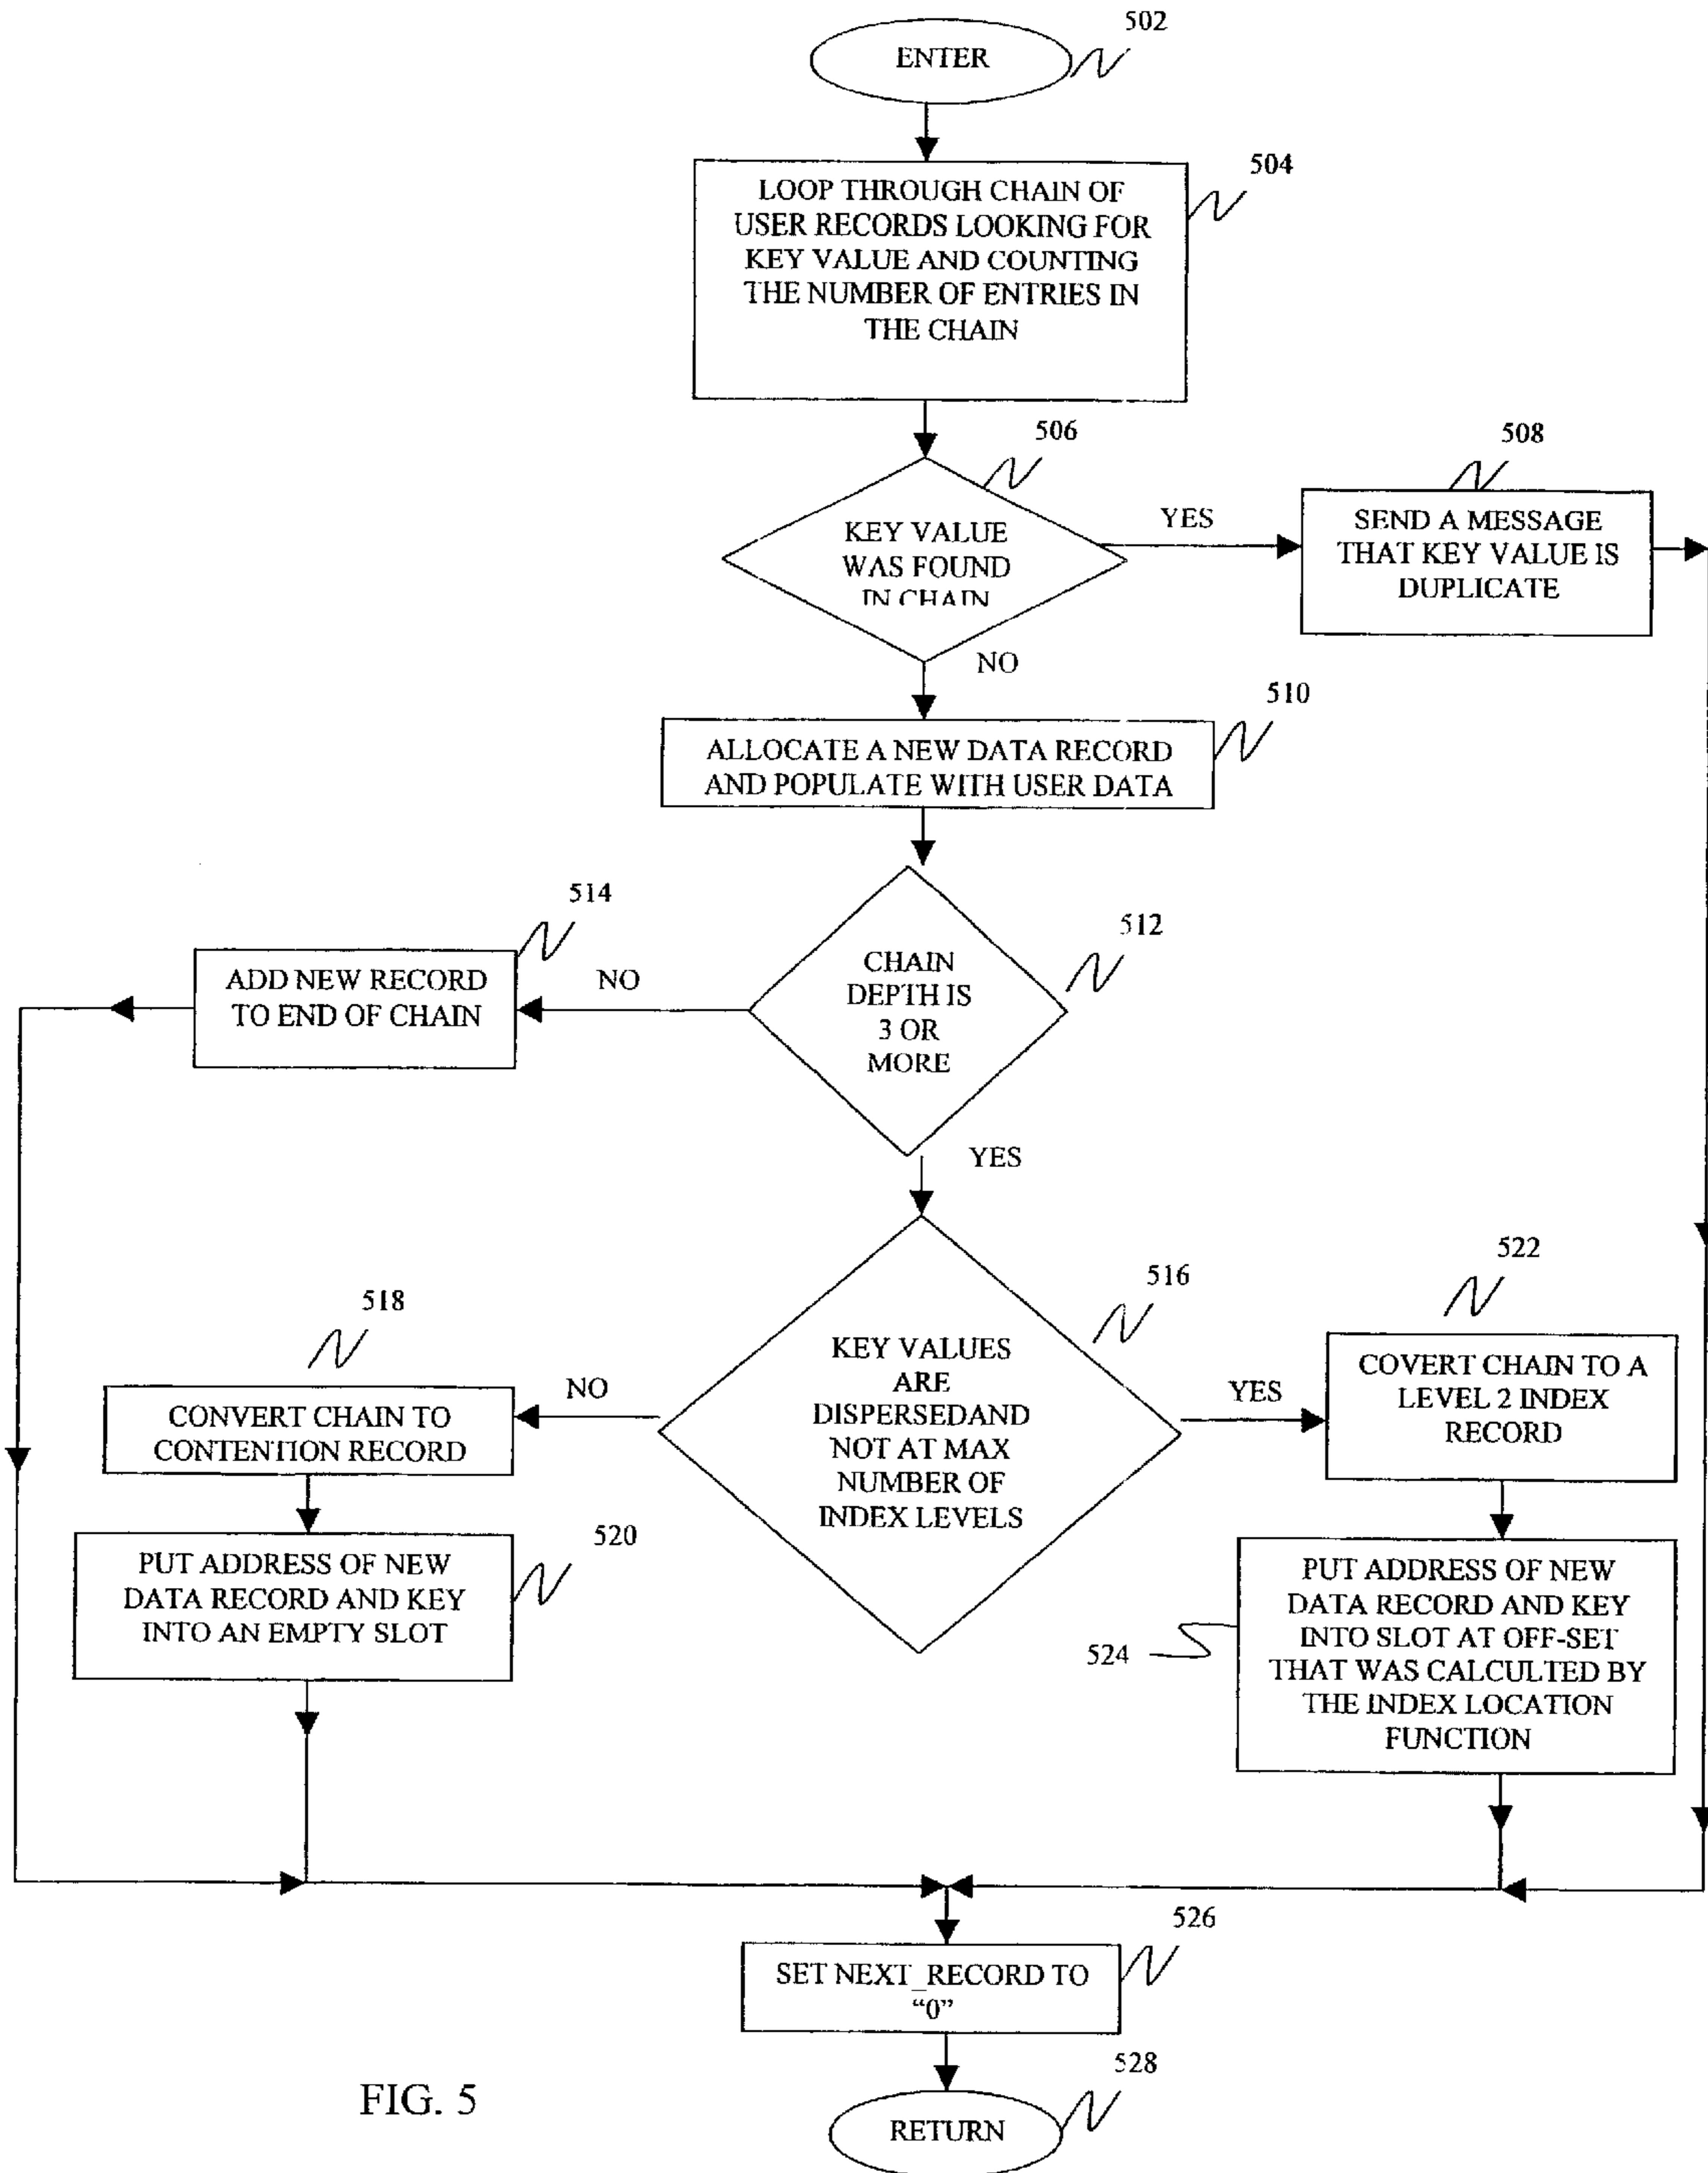 502
ENTER
504
LOOP THROUGH CHAIN OF
USER RECORDS LOOKING FOR
KEY VALUE AND COUNTING
THE NUMBER OF ENTRIES IN
THE CHAIN
506
KEY VALUE
WAS FOUND
IN CHAIN
YES
508
SEND A MESSAGE
THAT KEY VALUE IS
DUPLICATE
NO
510
ALLOCATE A NEW DATA RECORD
AND POPULATE WITH USER DATA
514
ADD NEW RECORD
TO END OF CHAIN
NO
512
CHAIN
DEPTH IS
3 OR
MORE
YES
516
KEY VALUES
ARE
DISPERSEDAND
NOT AT MAX
NUMBER OF
INDEX LEVELS
518
NO
CONVERT CHAIN TO
CONTENTION RECORD
520
PUT ADDRESS OF NEW
DATA RECORD AND KEY
INTO AN EMPTY SLOT
522
YES
COVERT CHAIN TO A
LEVEL 2 INDEX
RECORD
524
PUT ADDRESS OF NEW
DATA RECORD AND KEY
INTO SLOT AT OFF-SET
THAT WAS CALCULTED BY
THE INDEX LOCATION
FUNCTION
526
SET NEXT_RECORD TO
“0”
528
RETURN
FIG. 5